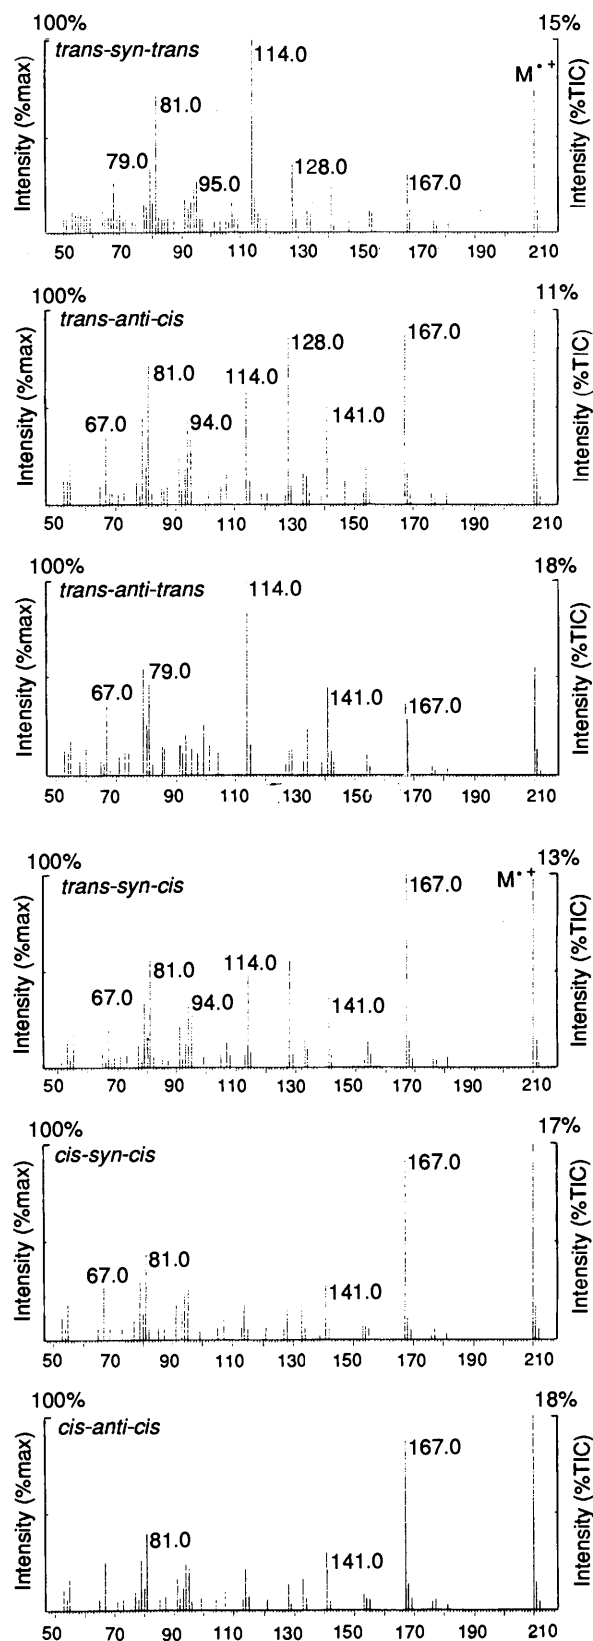 100% 15%
trans-syn-trans
114.0
M•+
81.0
79.0
128.0
95.0
167.0
Intensity (%max)
Intensity (%TIC)
50 70 90 110 130 150 170 190 210
100% 11%
trans-anti-cis
128.0
167.0
81.0
114.0
67.0
94.0
141.0
Intensity (%max)
Intensity (%TIC)
50 70 90 110 130 150 170 190 210
100% 18%
trans-anti-trans
114.0
79.0
67.0
141.0
167.0
Intensity (%max)
Intensity (%TIC)
50 70 90 110 130 150 170 190 210
100% 13%
trans-syn-cis
167.0
M•+
81.0
114.0
67.0
94.0
141.0
Intensity (%max)
Intensity (%TIC)
50 70 90 110 130 150 170 190 210
100% 17%
cis-syn-cis
167.0
81.0
67.0
141.0
Intensity (%max)
Intensity (%TIC)
50 70 90 110 130 150 170 190 210
100% 18%
cis-anti-cis
167.0
81.0
141.0
Intensity (%max)
Intensity (%TIC)
50 70 90 110 130 150 170 190 210